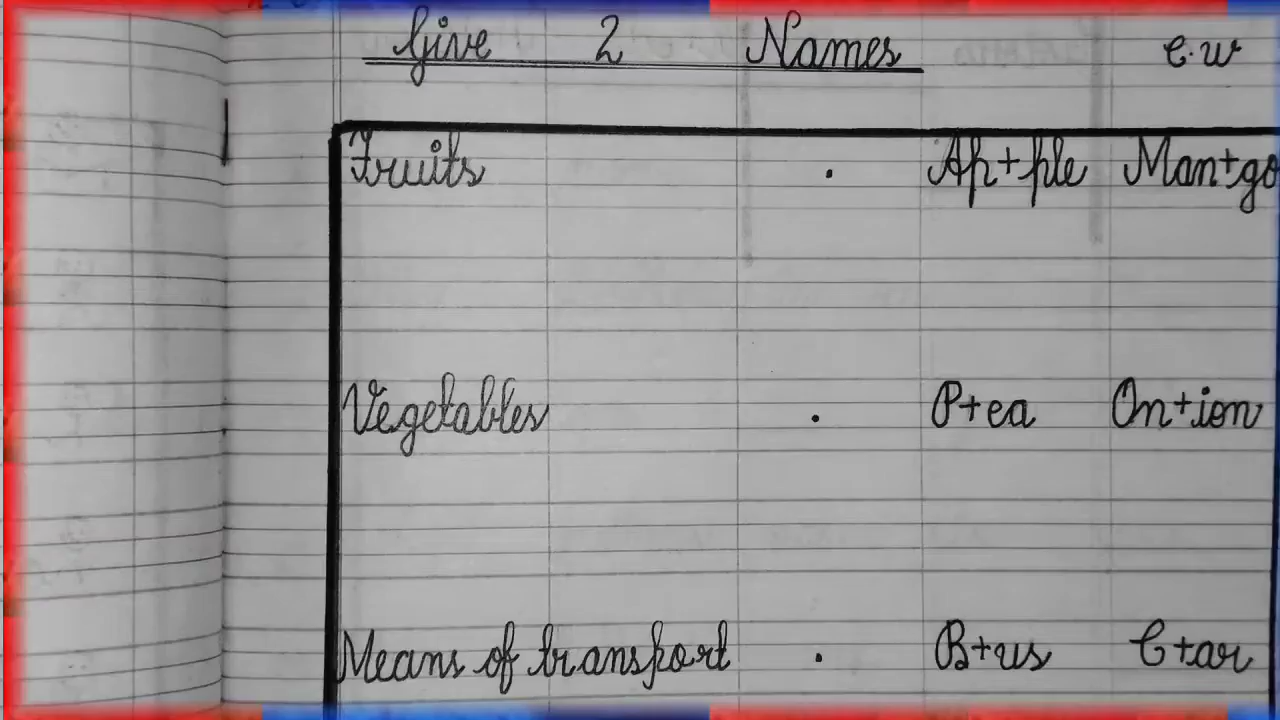 Give 2 Names e.w
Fruits . Ap+ple Man+go
Vegetables . P+ea On+ion
Means of transport . B+us C+ar